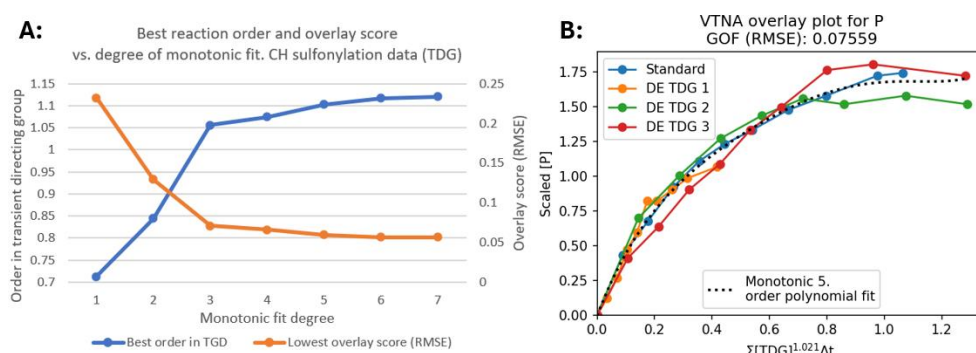 A:
Best reaction order and overlay score
vs. degree of monotonic fit. CH sulfonylation data (TDG)
Order in transient directing group
1.15
1.1
1.05
1
0.95
0.9
0.85
0.8
0.75
0.7
0.25
0.2
0.15
0.1
0.05
0
Overlay score (RMSE)
1 2 3 4 5 6 7
Monotonic fit degree
Best order in TGD
Lowest overlay score (RMSE)
B:
VTNA overlay plot for P
GOF (RMSE): 0.07559
Scaled [P]
1.75
1.50
1.25
1.00
0.75
0.50
0.25
0.00
Standard
DE TDG 1
DE TDG 2
DE TDG 3
Monotonic 5.
order polynomial fit
0.0 0.2 0.4 0.6 0.8 1.0 1.2
Σ[TDG]^1.021Δt